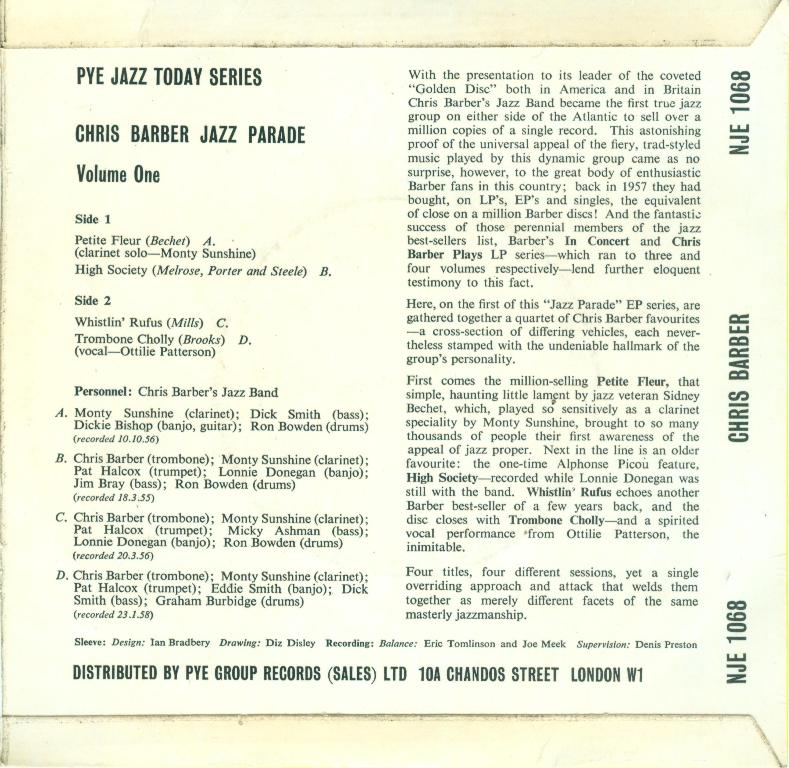 PYE JAZZ TODAY SERIES
CHRIS BARBER JAZZ PARADE
Volume One
Side 1
Petite Fleur (Bechet) A.
(clarinet solo—Monty Sunshine)
High Society (Melrose, Porter and Steele) B.
Side 2
Whistlin' Rufus (Mills) C.
Trombone Cholly (Brooks) D.
(vocal—Ottilie Patterson)
Personnel: Chris Barber's Jazz Band
A. Monty Sunshine (clarinet); Dick Smith (bass);
Dickie Bishop (banjo, guitar); Ron Bowden (drums)
(recorded 10.10.56)
B. Chris Barber (trombone); Monty Sunshine (clarinet);
Pat Halcox (trumpet); Lonnie Donegan (banjo);
Jim Bray (bass); Ron Bowden (drums)
(recorded 18.3.55)
C. Chris Barber (trombone); Monty Sunshine (clarinet);
Pat Halcox (trumpet); Micky Ashman (bass);
Lonnie Donegan (banjo); Ron Bowden (drums)
(recorded 20.3.56)
D. Chris Barber (trombone); Monty Sunshine (clarinet);
Pat Halcox (trumpet); Eddie Smith (banjo); Dick
Smith (bass); Graham Burbidge (drums)
(recorded 23.1.58)
With the presentation to its leader of the coveted
“Golden Disc” both in America and in Britain
Chris Barber's Jazz Band became the first true jazz
group on either side of the Atlantic to sell over a
million copies of a single record. This astonishing
proof of the universal appeal of the fiery, trad-styled
music played by this dynamic group came as no
surprise, however, to the great body of enthusiastic
Barber fans in this country; back in 1957 they had
bought, on LP's, EP's and singles, the equivalent
of close on a million Barber discs! And the fantastic
success of those perennial members of the jazz
best-sellers list, Barber's In Concert and Chris
Barber Plays LP series—which ran to three and
four volumes respectively—lend further eloquent
testimony to this fact.
Here, on the first of this “Jazz Parade” EP series, are
gathered together a quartet of Chris Barber favourites
—a cross-section of differing vehicles, each never-
theless stamped with the undeniable hallmark of the
group's personality.
First comes the million-selling Petite Fleur, that
simple, haunting little lament by jazz veteran Sidney
Bechet, which, played so sensitively as a clarinet
speciality by Monty Sunshine, brought to so many
thousands of people their first awareness of the
appeal of jazz proper. Next in the line is an older
favourite: the one-time Alphonse Picou feature,
High Society—recorded while Lonnie Donegan was
still with the band. Whistlin' Rufus echoes another
Barber best-seller of a few years back, and the
disc closes with Trombone Cholly—and a spirited
vocal performance from Ottilie Patterson, the
inimitable.
Four titles, four different sessions, yet a single
overriding approach and attack that welds them
together as merely different facets of the same
masterly jazzmanship.
Sleeve: Design: Ian Bradbery Drawing: Diz Disley Recording: Balance: Eric Tomlinson and Joe Meek Supervision: Denis Preston
DISTRIBUTED BY PYE GROUP RECORDS (SALES) LTD 10A CHANDOS STREET LONDON W1
NJE 1068
CHRIS BARBER
NJE 1068